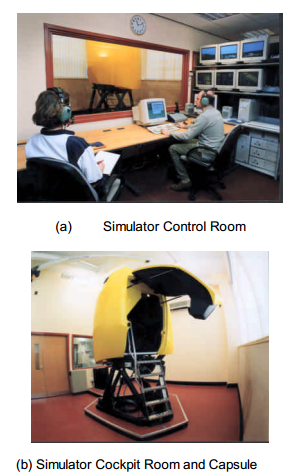 (a) Simulator Control Room
(b) Simulator Cockpit Room and Capsule